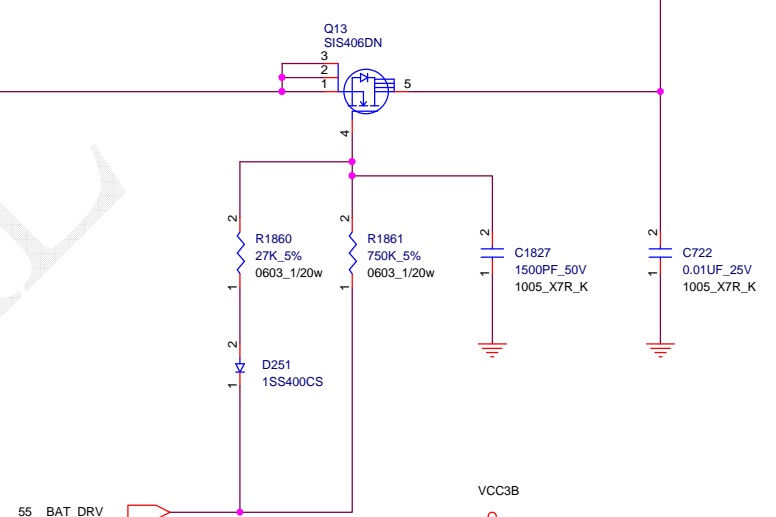 Q13
SIS406DN
3
2
1
5
4
2
R1860
27K_5%
0603_1/20w
1
2
R1861
750K_5%
0603_1/20w
1
2
C1827
1500PF_50V
1005_X7R_K
1
2
C722
0.01UF_25V
1005_X7R_K
1
2
D251
1SS400CS
1
VCC3B
55 BAT_DRV